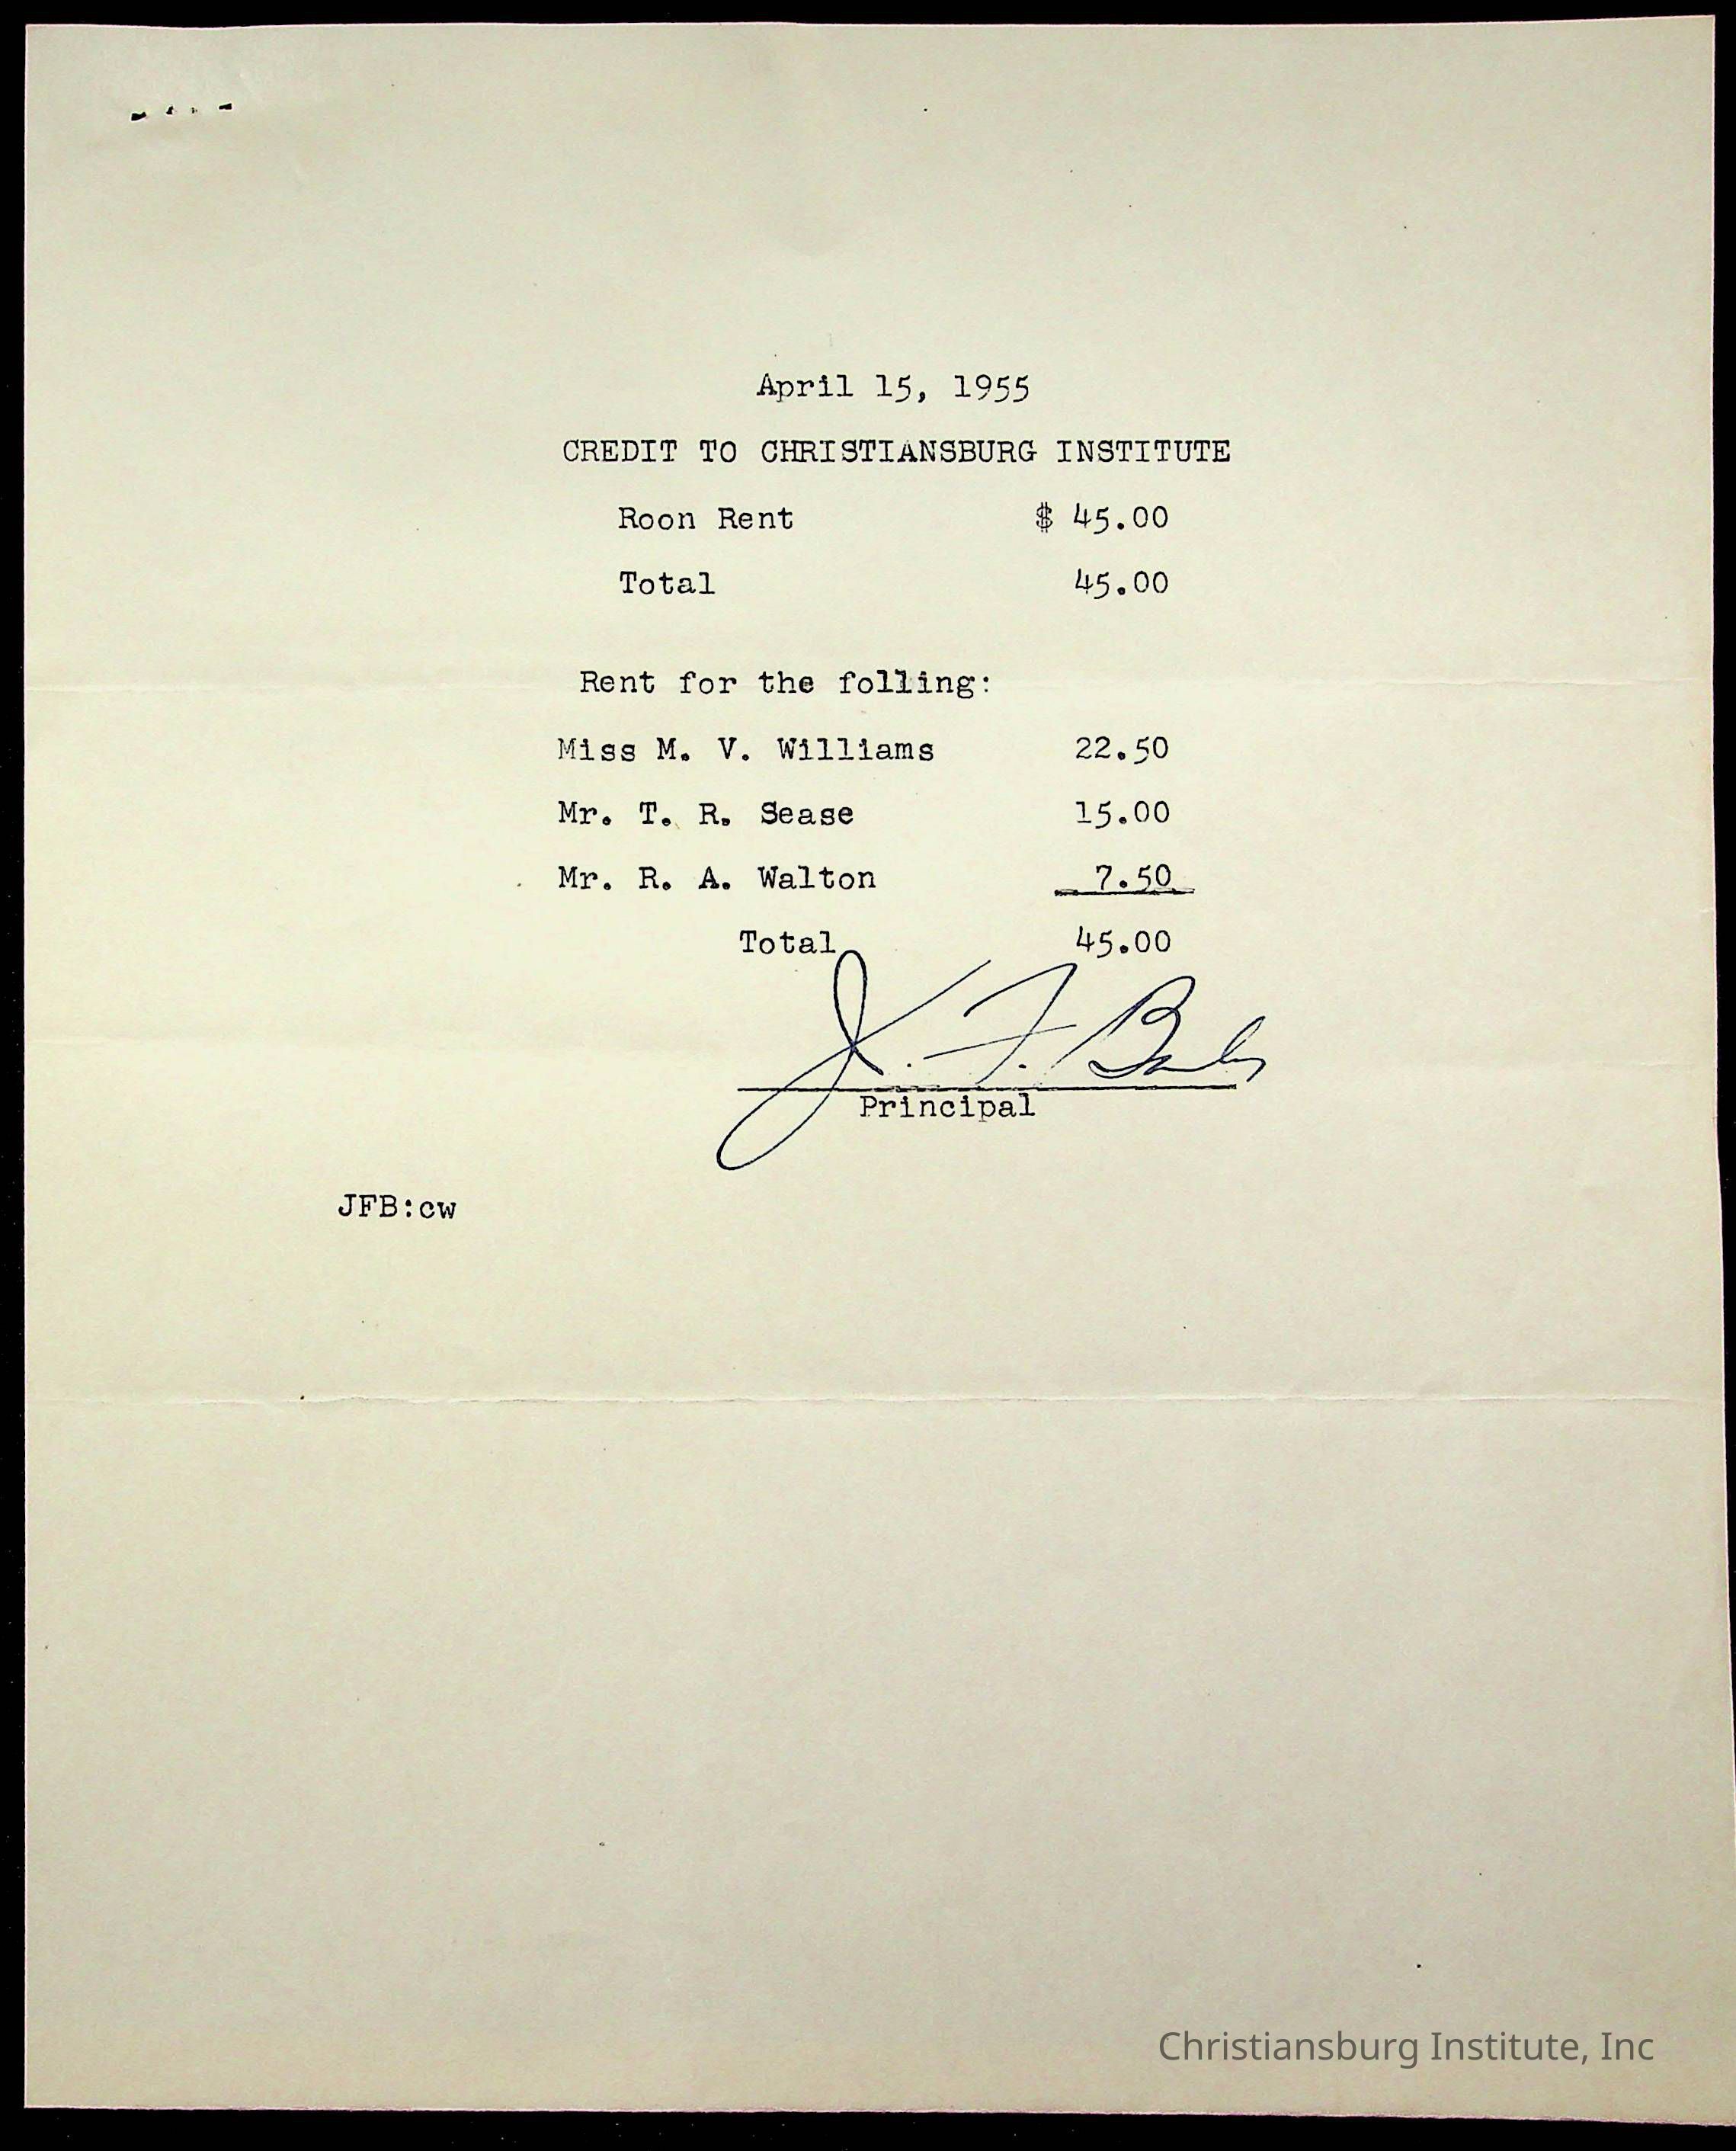 April 15, 1955
CREDIT TO CHRISTIANSBURG INSTITUTE
Roon Rent $ 45.00
Total 45.00
Rent for the folling:
Miss M. V. Williams 22.50
Mr. T. R. Sease 15.00
Mr. R. A. Walton 7.50
Total 45.00
J. F. Banks
Principal
JFB:cw
Christiansburg Institute, Inc